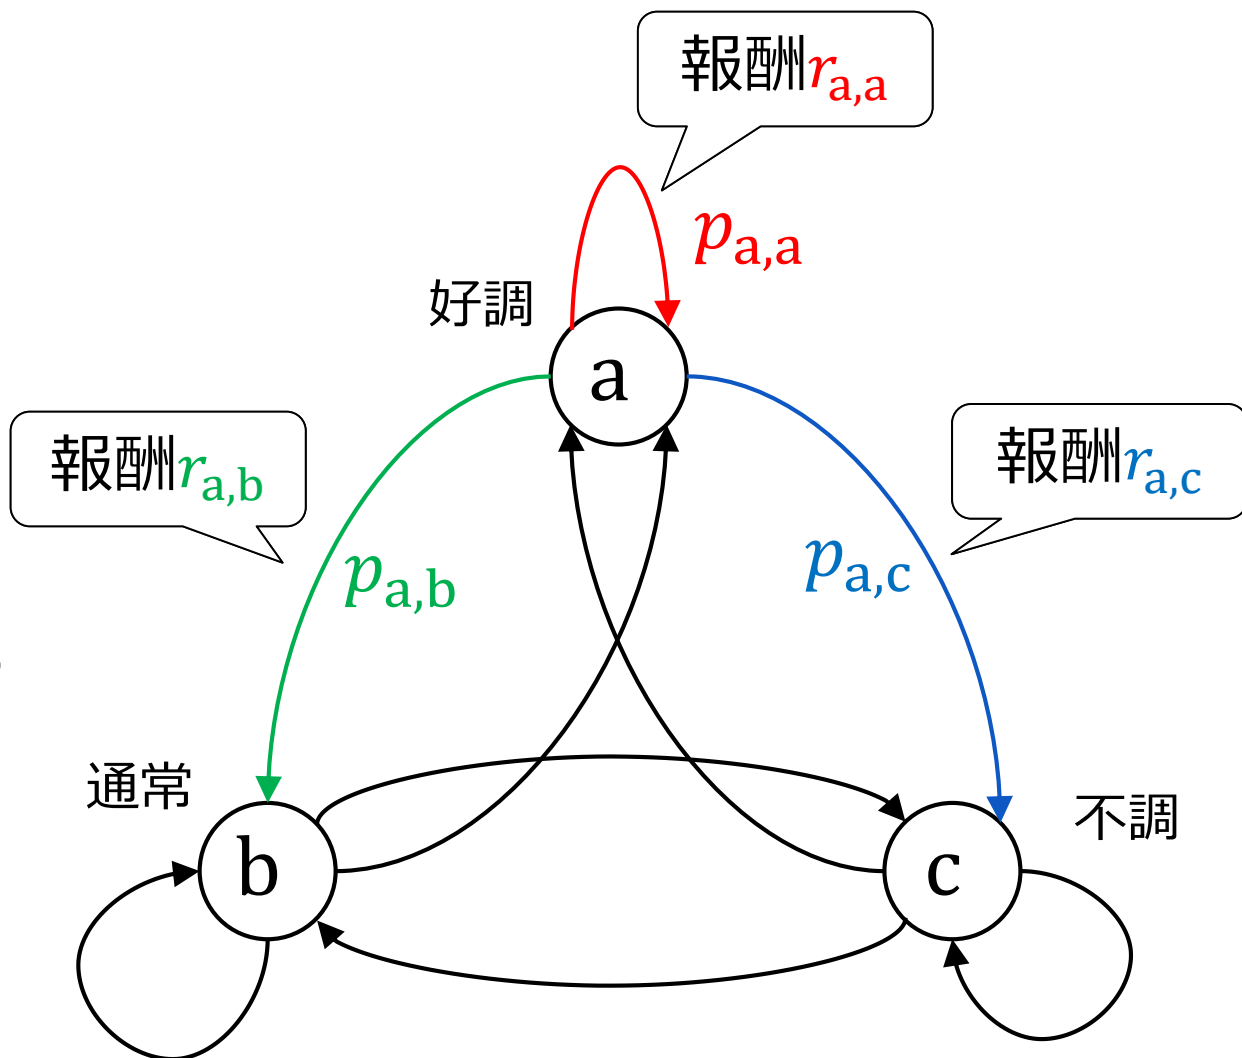 報酬r_{a,a}
p_{a,a}
好調
a
報酬r_{a,b}
報酬r_{a,c}
p_{a,b}
p_{a,c}
通常
不調
b
c